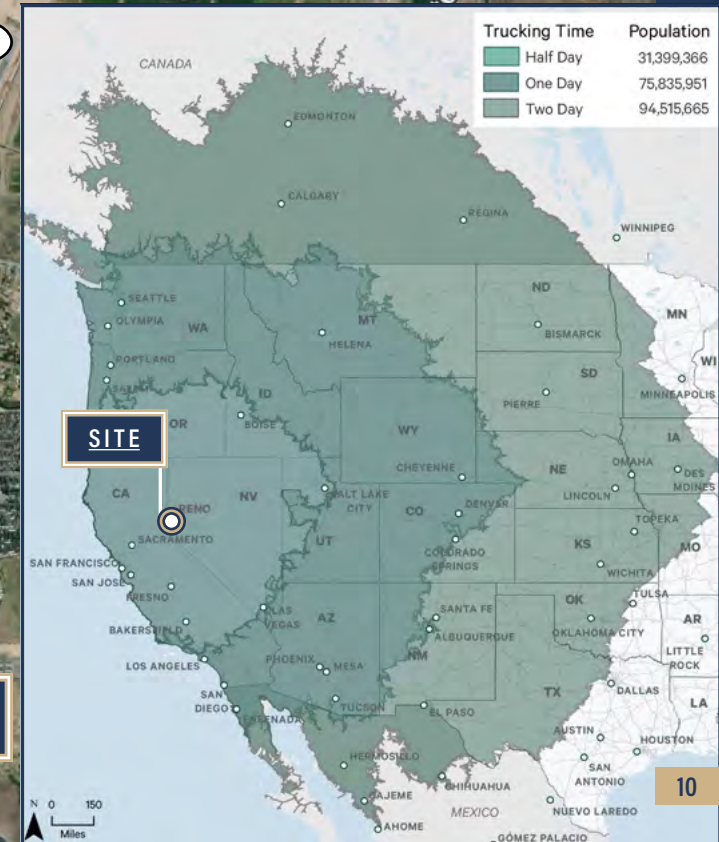 Trucking Time Population
Half Day 31,399,366
One Day 75,835,951
Two Day 94,515,665
CANADA
EDMONTON
CALGARY
REGINA
WINNIPEG
SEATTLE
OLYMPIA
WA
MT
ND
MN
HELENA
BISMARCK
PORTLAND
SD
WI
ID
MINNEAPOLIS
OR
BOISE
PIERRE
SITE
WY
IA
NE
OMAHA
DES
MOINES
CHEYENNE
LINCOLN
CA
NV
SALT LAKE
CITY
RENO
CO
DENVER
TOPEKA
SACRAMENTO
UT
COLORADO
SPRINGS
KS
MO
SAN FRANCISCO
SAN JOSE
WICHITA
FRESNO
TULSA
LAS
VEGAS
AZ
SANTA FE
OK
AR
BAKERSFIELD
ALBUQUERQUE
OKLAHOMA CITY
LITTLE
ROCK
LOS ANGELES
PHOENIX
MESA
NM
SAN
DIEGO
TUCSON
EL PASO
TX
DALLAS
LA
ENSENADA
AUSTIN
HOUSTON
HERMOSILLO
SAN
ANTONIO
CHIHUAHUA
10
N 0 150
Miles
CAJEME
MEXICO
NUEVO LAREDO
AHOME
GÓMEZ PALACIO